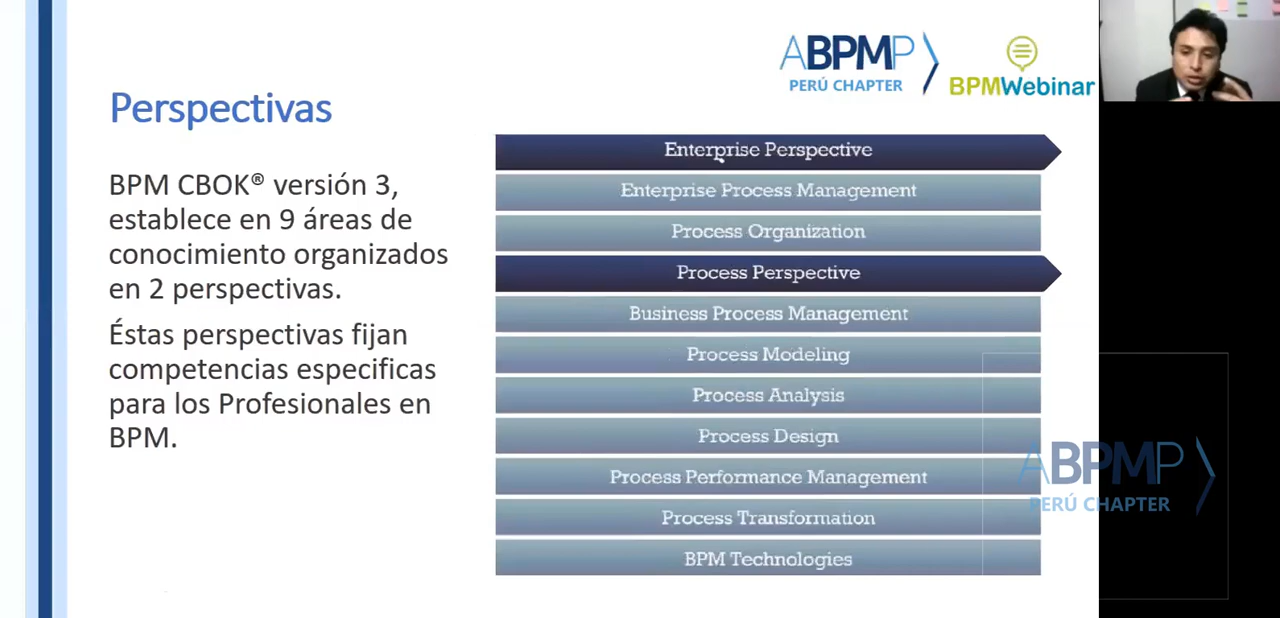 ABPMP
PERÚ CHAPTER
BPMWebinar
Perspectivas
BPM CBOK® versión 3,
establece en 9 áreas de
conocimiento organizados
en 2 perspectivas.
Éstas perspectivas fijan
competencias especificas
para los Profesionales en
BPM.
Enterprise Perspective
Enterprise Process Management
Process Organization
Process Perspective
Business Process Management
Process Modeling
Process Analysis
Process Design
Process Performance Management
Process Transformation
BPM Technologies
ABPMP
PERÚ CHAPTER